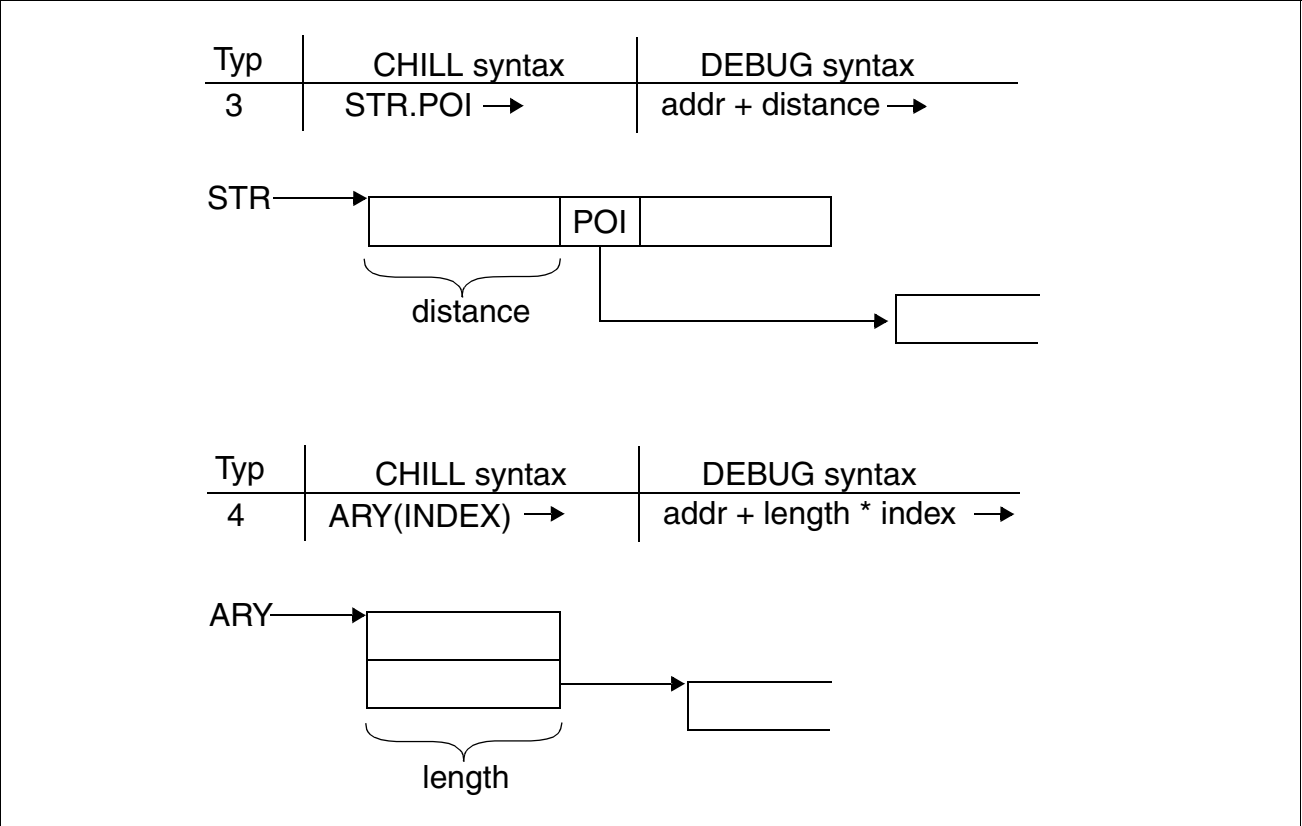 Typ CHILL syntax DEBUG syntax
3 STR.POI → addr + distance →
STR
POI
distance
Typ CHILL syntax DEBUG syntax
4 ARY(INDEX) → addr + length * index →
ARY
length